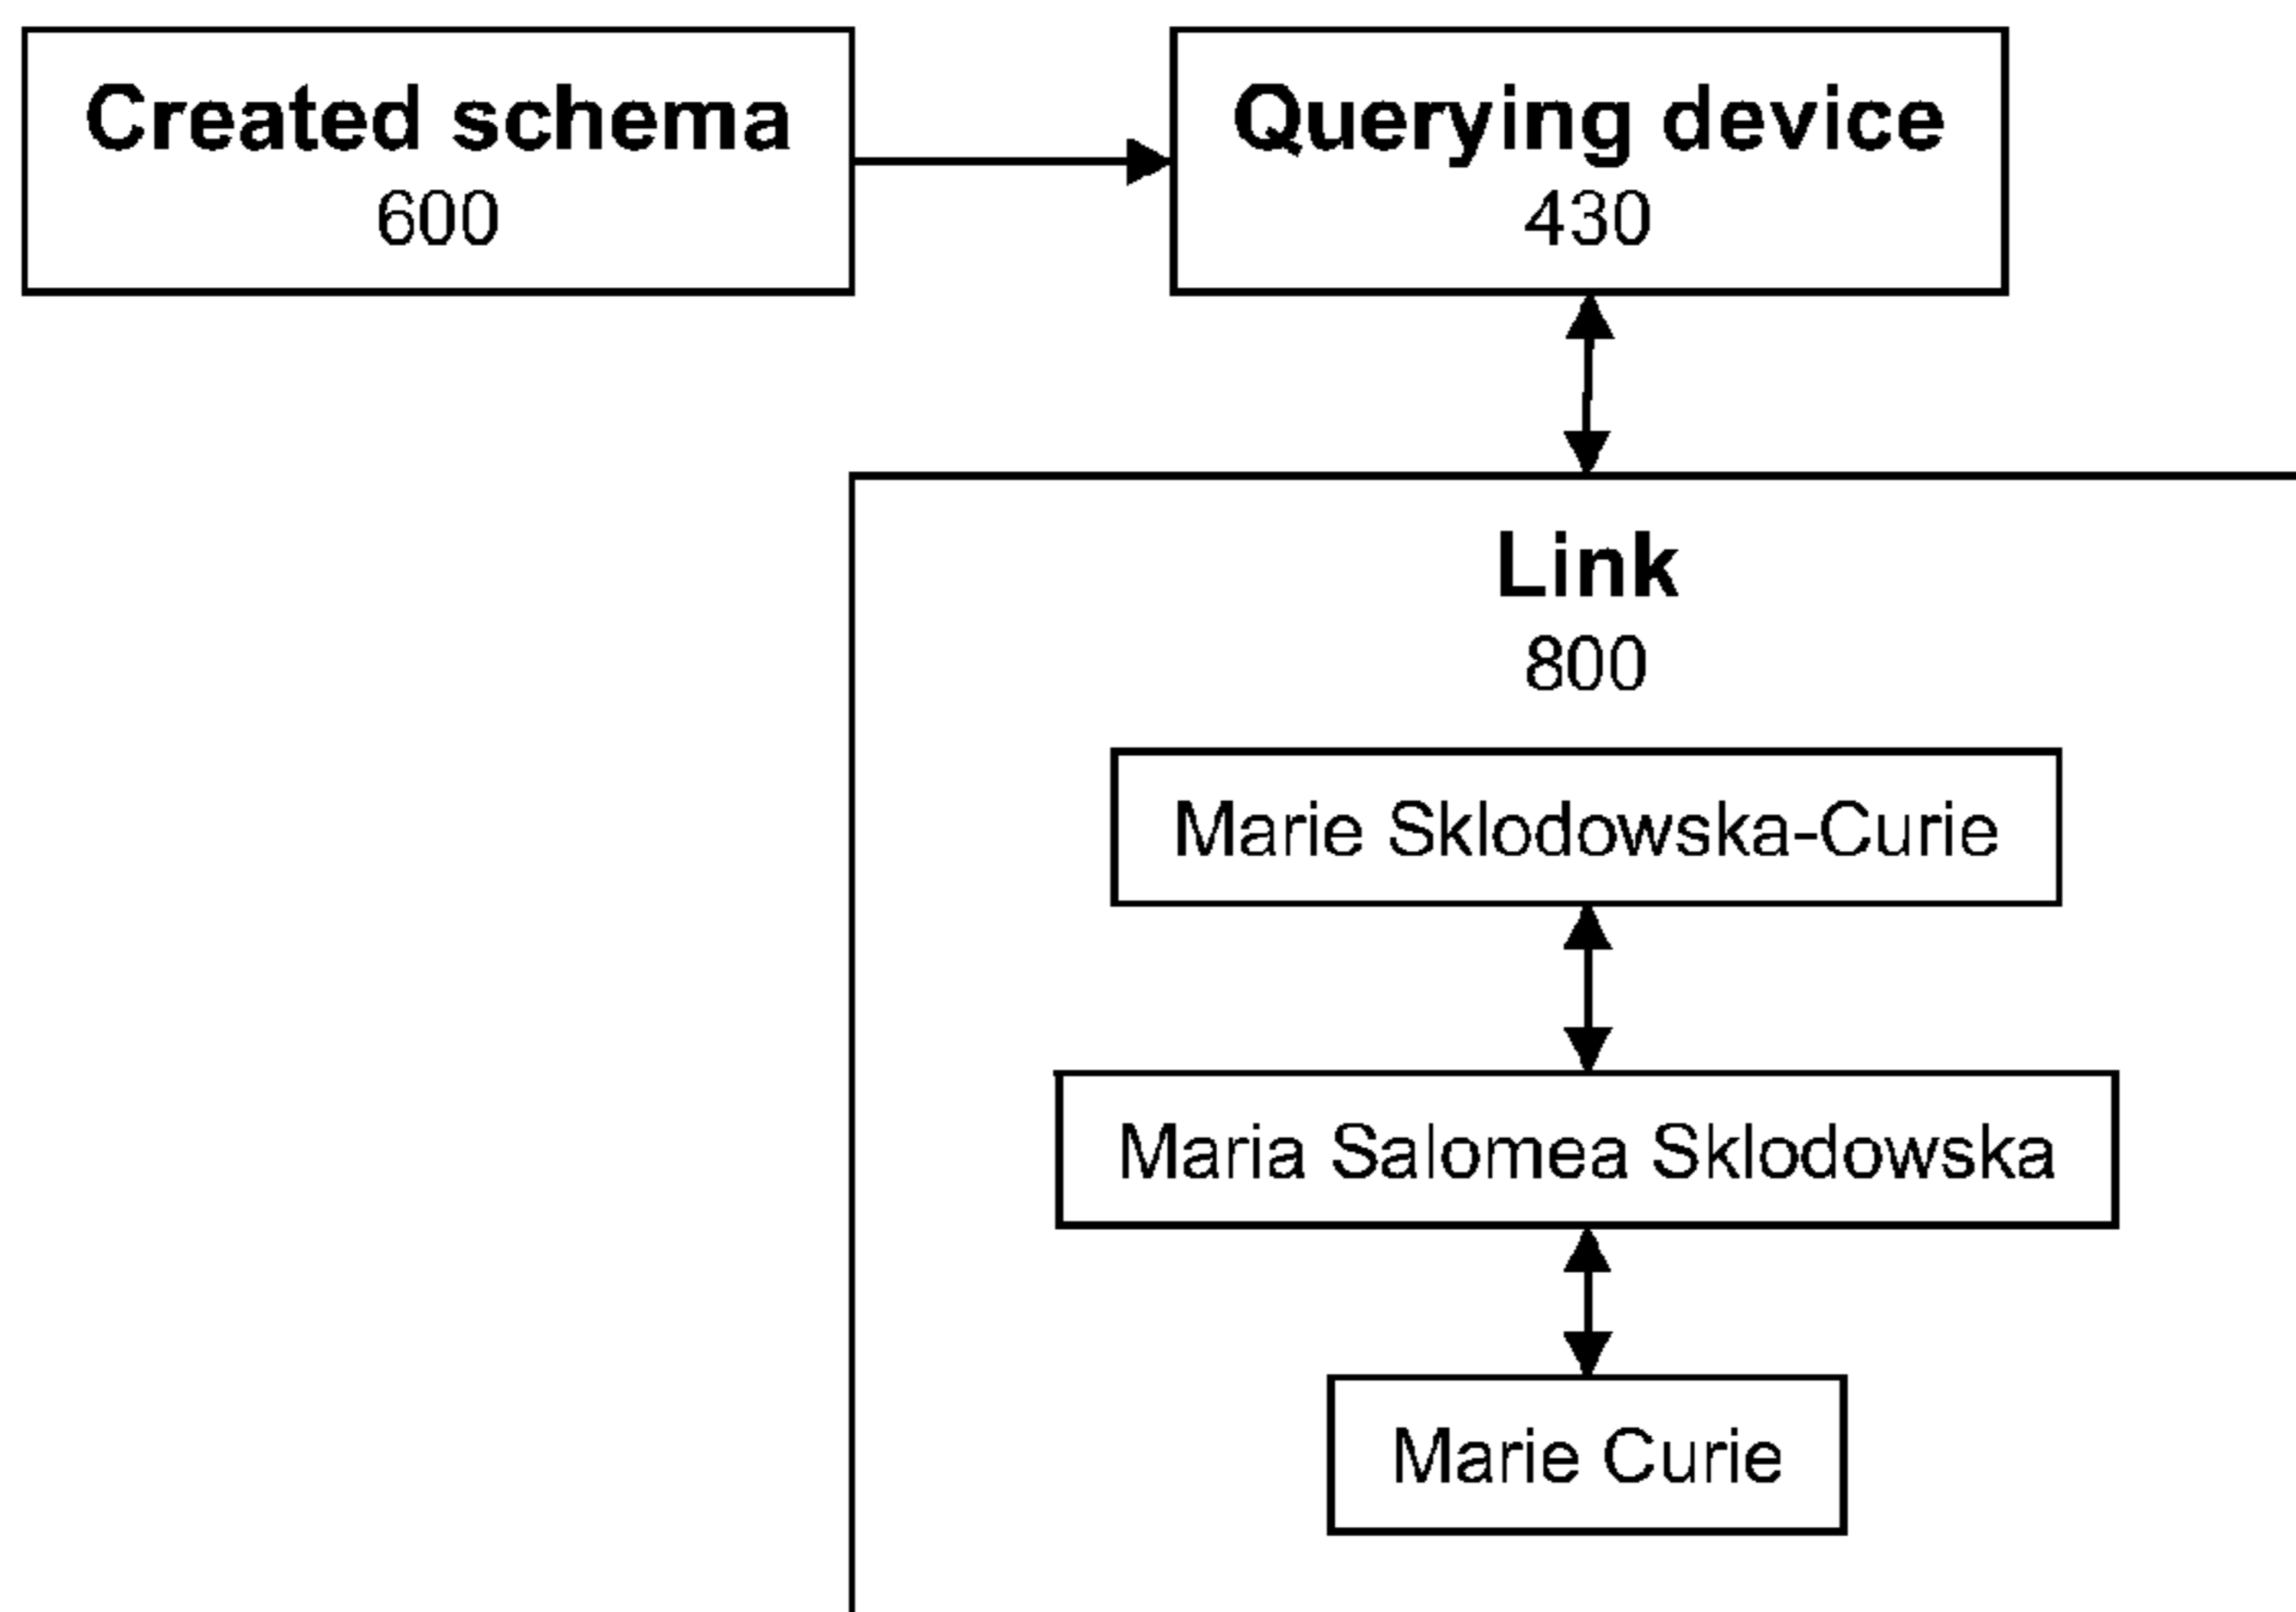 Created schema
600
Querying device
430
Link
800
Marie Sklodowska-Curie
Maria Salomea Sklodowska
Marie Curie